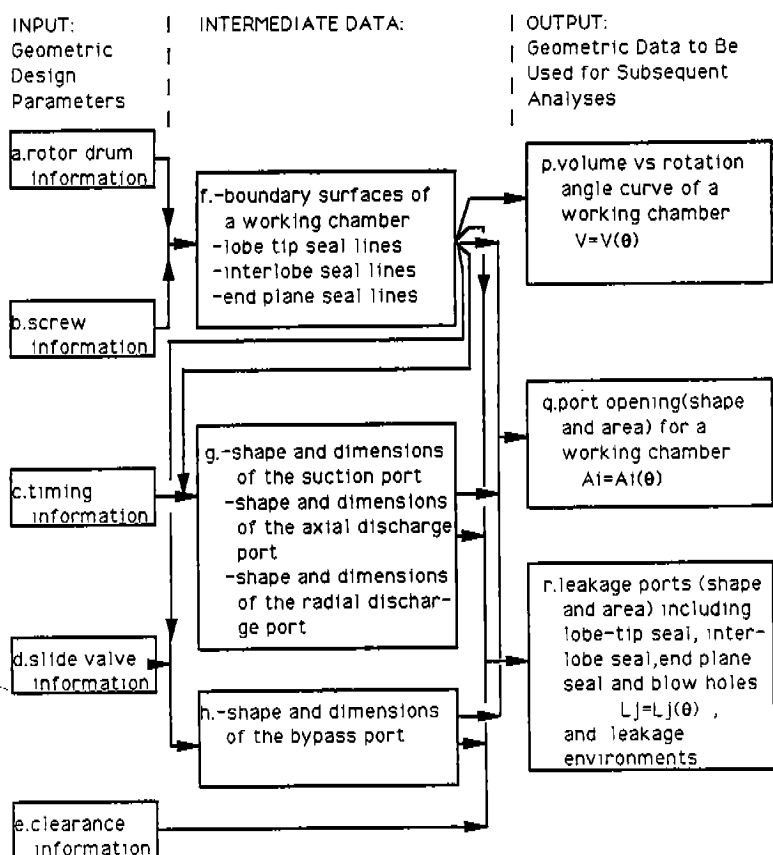 INPUT:
Geometric
Design
Parameters
INTERMEDIATE DATA:
OUTPUT:
Geometric Data to Be
Used for Subsequent
Analyses
a.rotor drum
information
b.screw
information
c.timing
information
d.slide valve
information
e.clearance
information
f.-boundary surfaces of
a working chamber
-lobe tip seal lines
-interlobe seal lines
-end plane seal lines
g.-shape and dimensions
of the suction port
-shape and dimensions
of the axial discharge
port
-shape and dimensions
of the radial dischar-
ge port
h.-shape and dimensions
of the bypass port
p.volume vs rotation
angle curve of a
working chamber
V=V(θ)
q.port opening(shape
and area) for a
working chamber
Ai=Ai(θ)
r.leakage ports (shape
and area) including
lobe-tip seal, inter-
lobe seal,end plane
seal and blow holes
Lj=Lj(θ) ,
and leakage
environments